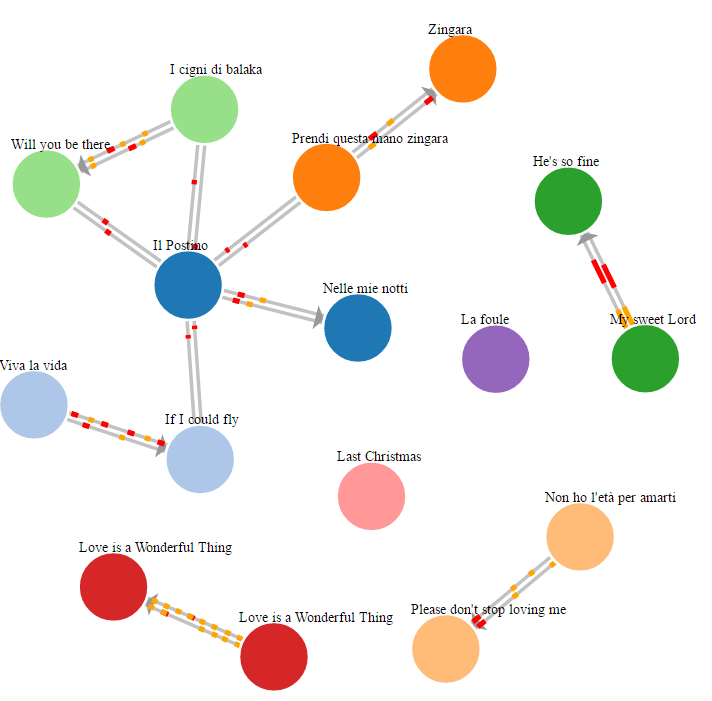 Zingara
I cigni di balaka
Will you be there
Prendi questa mano zingara
He's so fine
Il Postino
Nelle mie notti
La foule
My sweet Lord
Viva la vida
If I could fly
Last Christmas
Non ho l'età per amarti
Love is a Wonderful Thing
Please don't stop loving me
Love is a Wonderful Thing